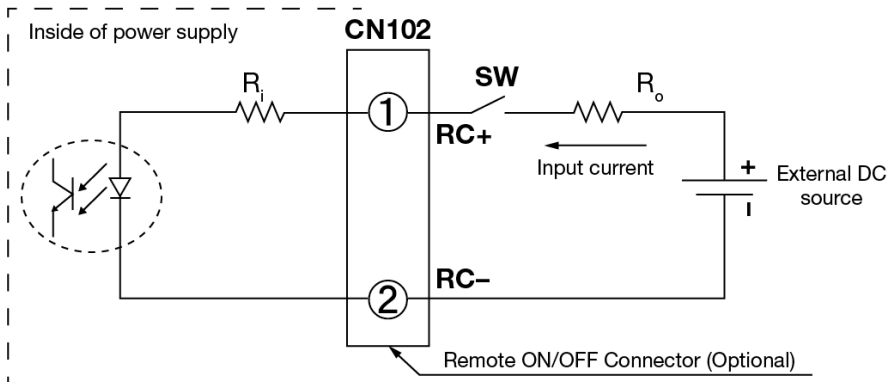 Inside of power supply
CN102
Ri
1
SW
Ro
RC+
Input current
+
External DC
source
−
RC−
2
Remote ON/OFF Connector (Optional)